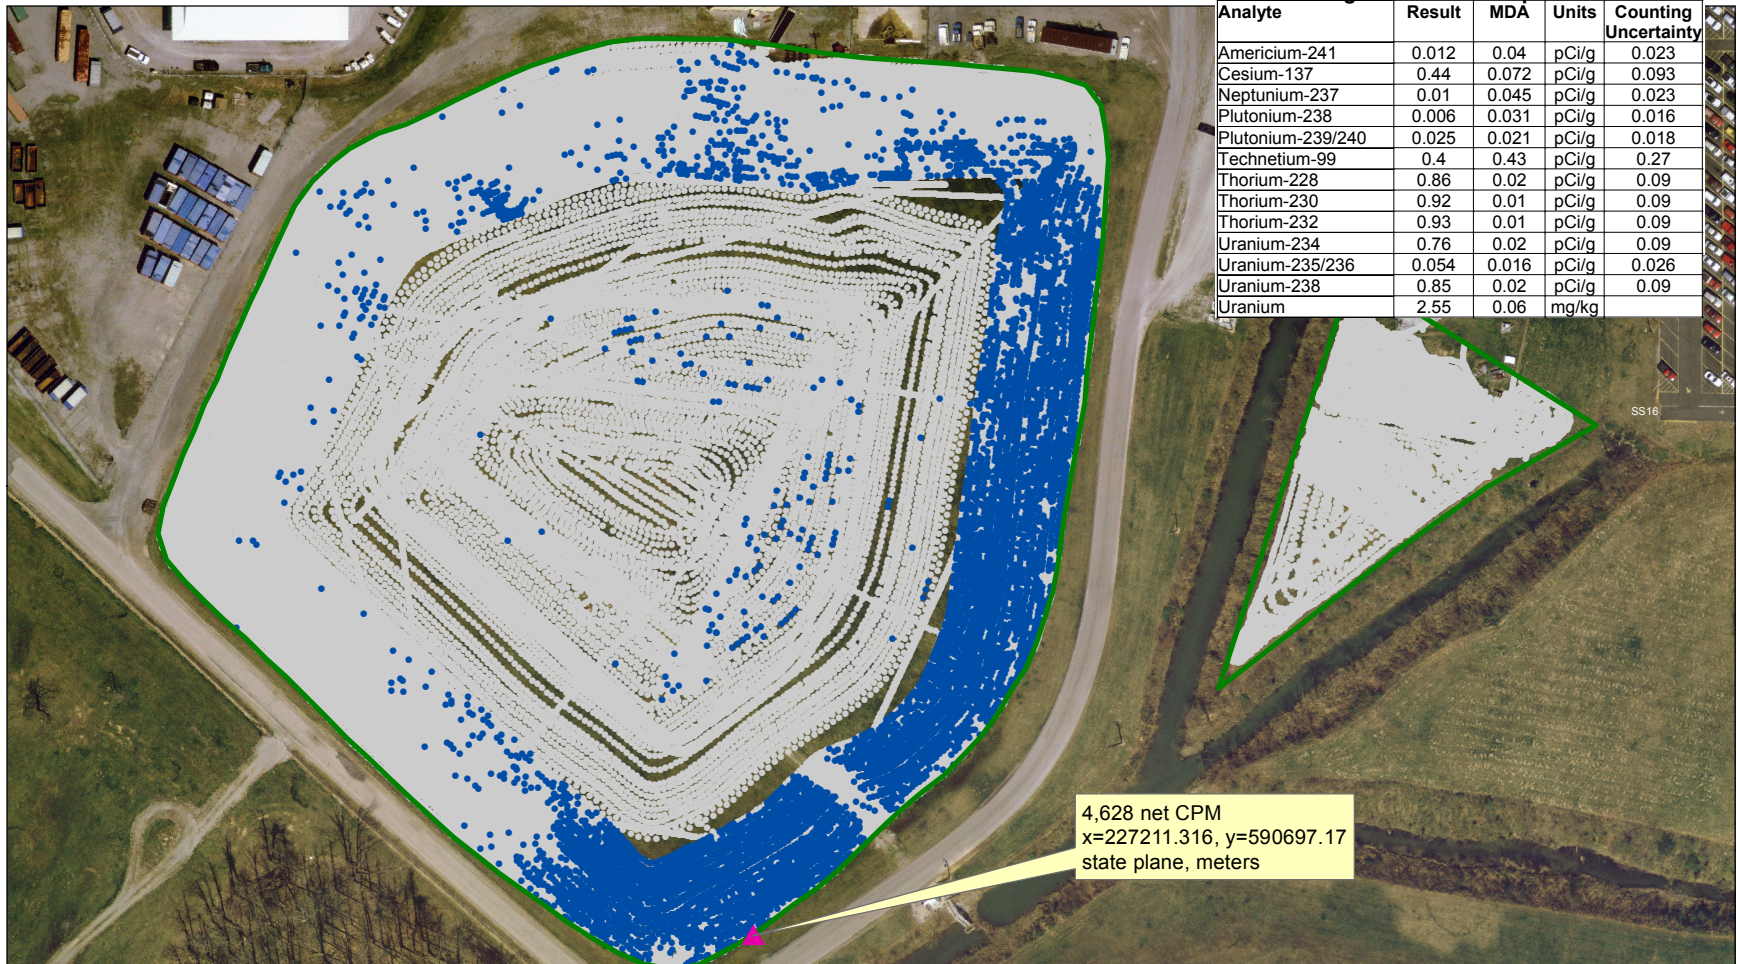 Analyte Result MDA Units Counting Uncertainty
Americium-241 0.012 0.04 pCi/g 0.023
Cesium-137 0.44 0.072 pCi/g 0.093
Neptunium-237 0.01 0.045 pCi/g 0.023
Plutonium-238 0.006 0.031 pCi/g 0.016
Plutonium-239/240 0.025 0.021 pCi/g 0.018
Technetium-99 0.4 0.43 pCi/g 0.27
Thorium-228 0.86 0.02 pCi/g 0.09
Thorium-230 0.92 0.01 pCi/g 0.09
Thorium-232 0.93 0.01 pCi/g 0.09
Uranium-234 0.76 0.02 pCi/g 0.09
Uranium-235/236 0.054 0.016 pCi/g 0.026
Uranium-238 0.85 0.02 pCi/g 0.09
Uranium 2.55 0.06 mg/kg
SS16
4,628 net CPM
x=227211.316, y=590697.17
state plane, meters